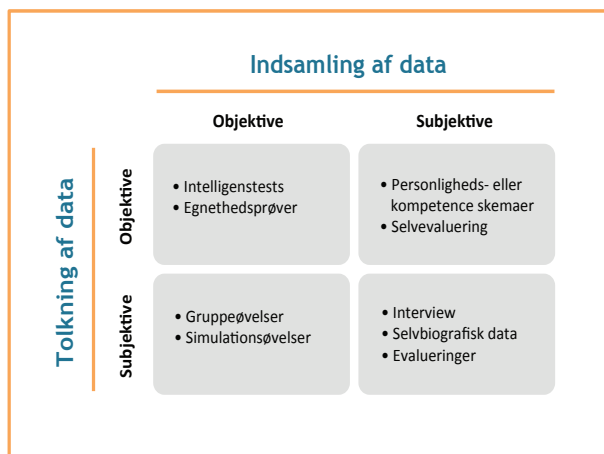 Indsamling af data
Objektive
Subjektive
Tolkning af data
Objektive
• Intelligenstests
• Egnethedsprøver
• Personligheds- eller
kompetence skemaer
• Selvevaluering
Subjektive
• Gruppeøvelser
• Simulationsøvelser
• Interview
• Selvbiografisk data
• Evalueringer